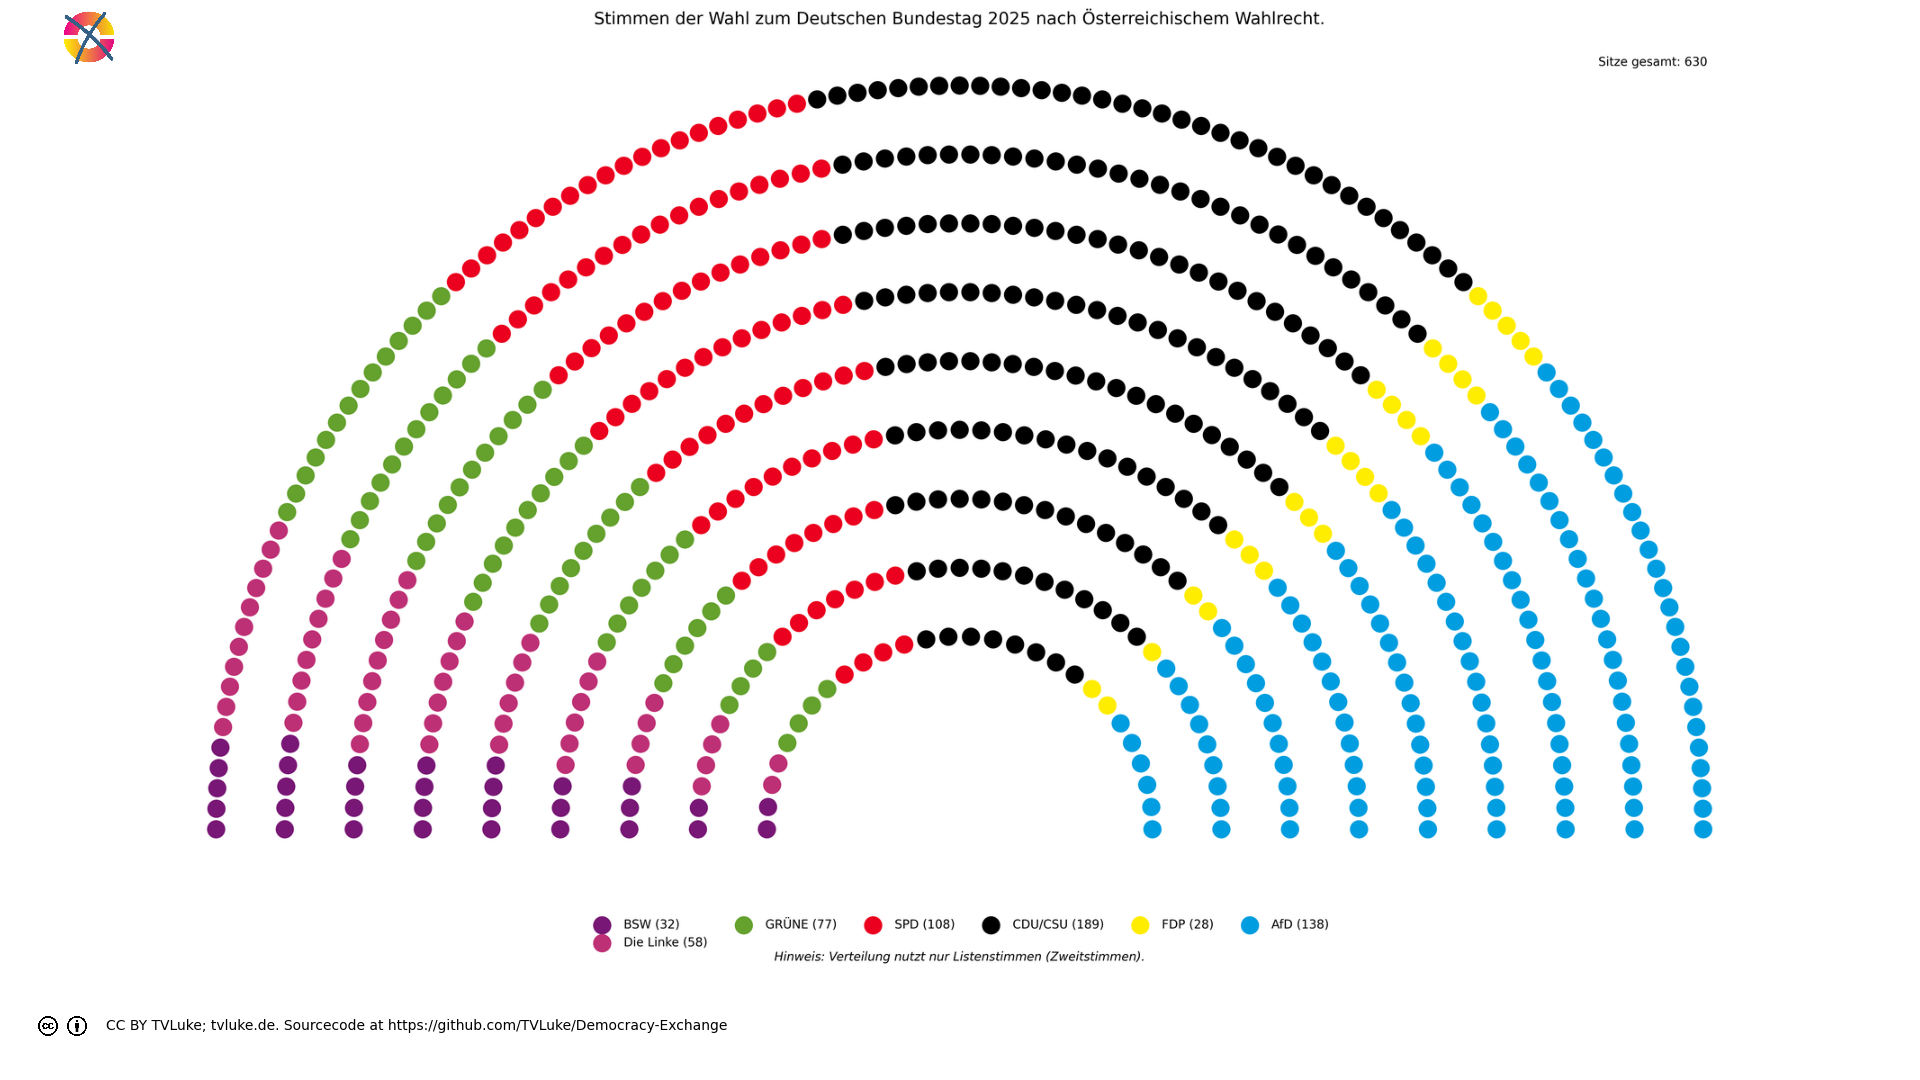 Stimmen der Wahl zum Deutschen Bundestag 2025 nach Österreichischem Wahlrecht.
Sitze gesamt: 630
BSW (32)
Die Linke (58)
GRÜNE (77)
SPD (108)
CDU/CSU (189)
FDP (28)
AfD (138)
Hinweis: Verteilung nutzt nur Listenstimmen (Zweitstimmen).
cc CC BY TVLuke; tvluke.de. Sourcecode at https://github.com/TVLuke/Democracy-Exchange